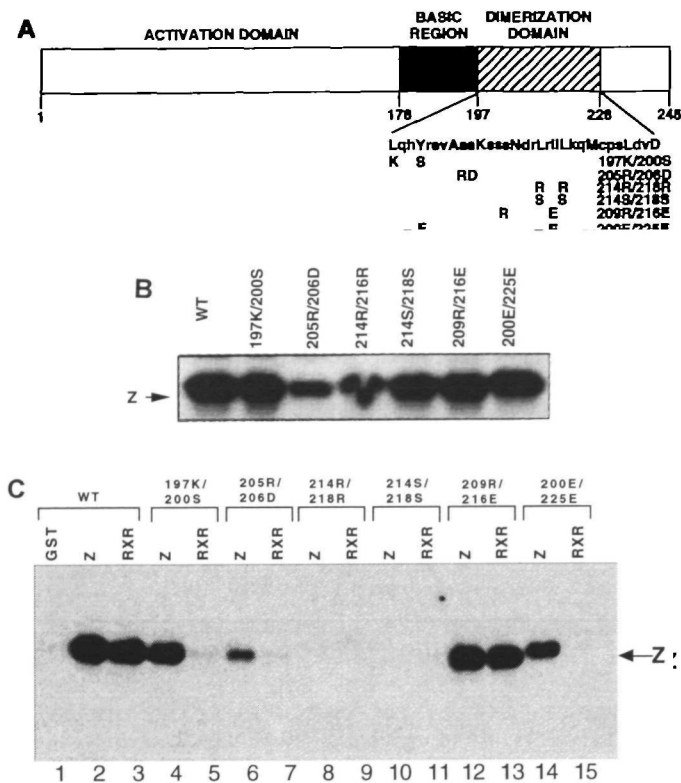 A
ACTIVATION DOMAIN
BASIC REGION
DIMERIZATION DOMAIN
1
178
197
228
245
K S 197K/200S
RD 205R/206D
R R 214R/218R
S S 214S/218S
R E 209R/216E
200E/225E
B
WT
197K/200S
205R/206D
214R/216R
214S/218S
209R/216E
200E/225E
Z
C
WT
197K/ 200S
205R/ 206D
214R/ 218R
214S/ 218S
209R/ 216E
200E/ 225E
GST Z RXR Z RXR Z RXR Z RXR Z RXR Z RXR Z RXR
Z
1 2 3 4 5 6 7 8 9 10 11 12 13 14 15